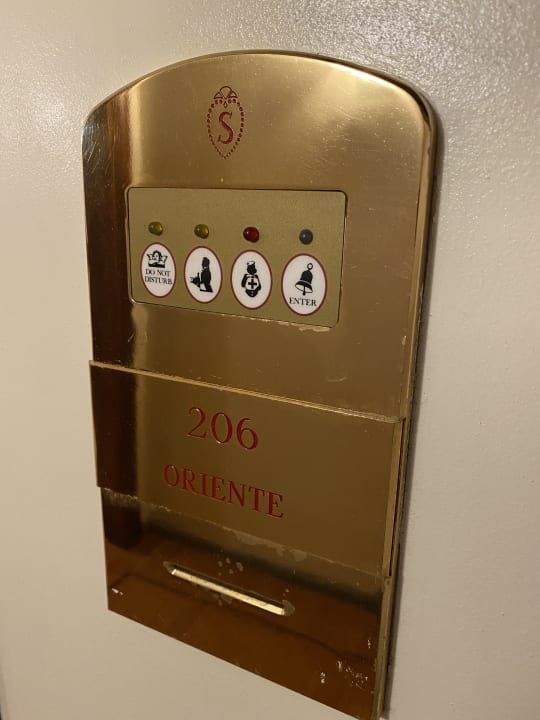 S
DO NOT
DISTURB
ENTER
206
ORIENTE